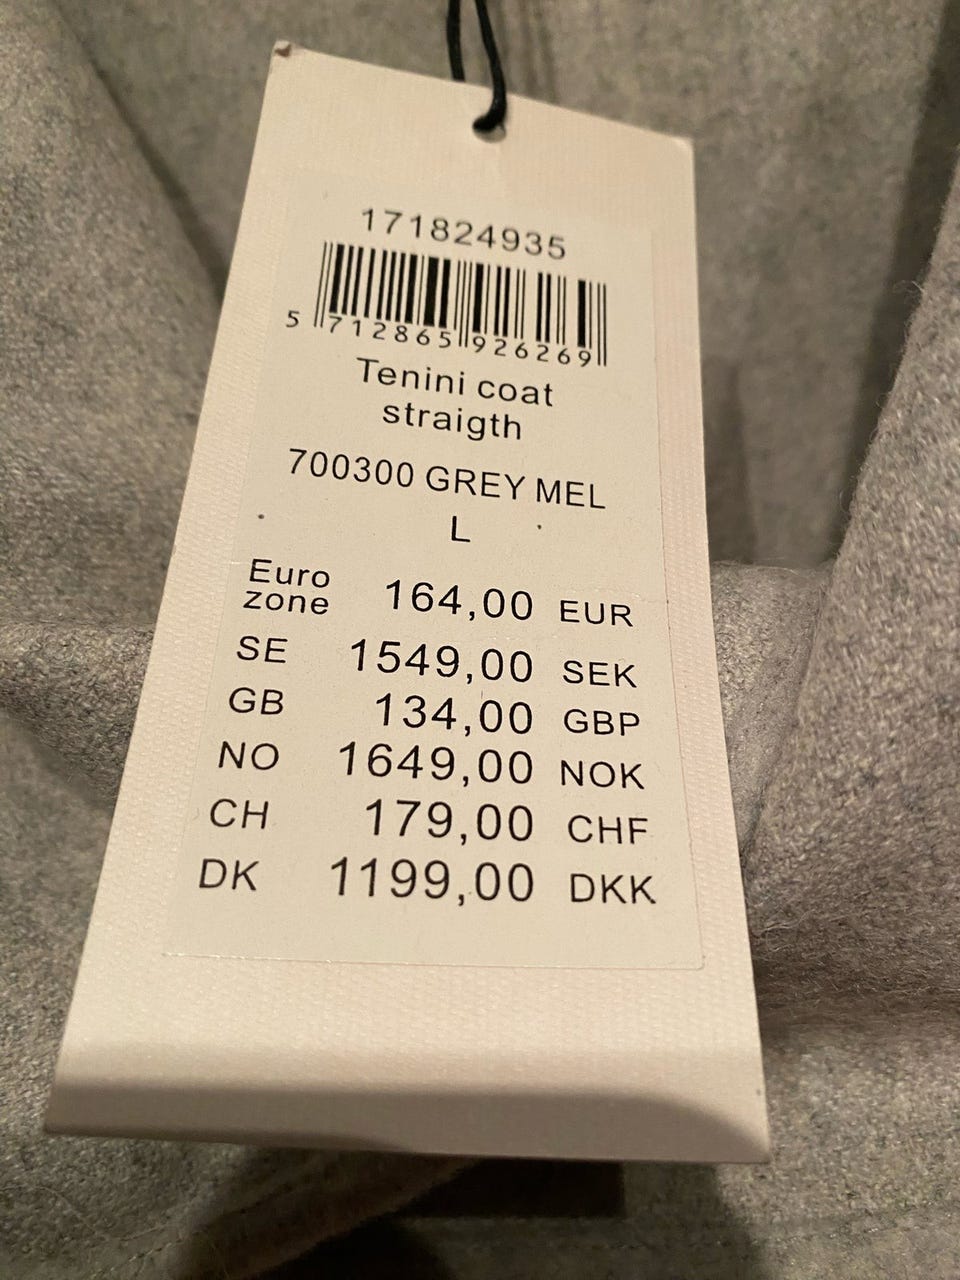 171824935
5 712865 926269
Tenini coat
straigth
700300 GREY MEL
L
Euro
zone 164,00 EUR
SE 1549,00 SEK
GB 134,00 GBP
NO 1649,00 NOK
CH 179,00 CHF
DK 1199,00 DKK